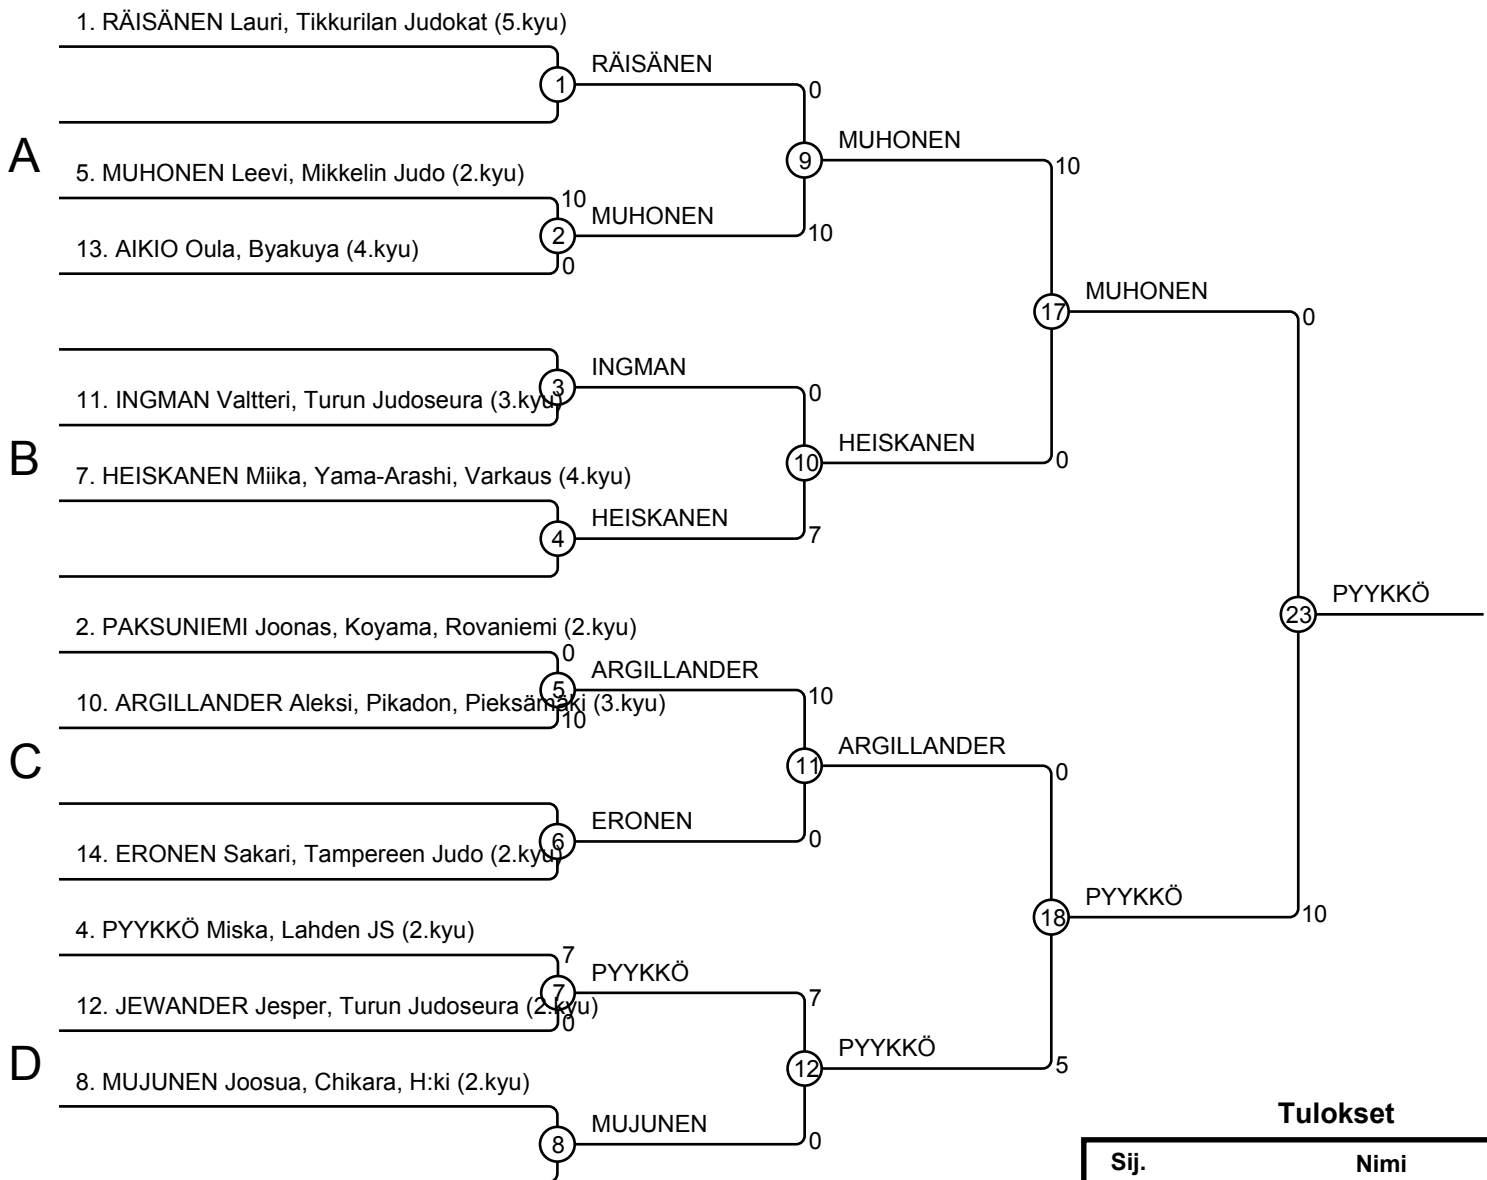 1. RÄISÄNEN Lauri, Tikkurilan Judokat (5.kyu)
1
RÄISÄNEN
0
A
9
MUHONEN
10
5. MUHONEN Leevi, Mikkelin Judo (2.kyu)
10
2
MUHONEN
10
13. AIKIO Oula, Byakuya (4.kyu)
0
17
MUHONEN
0
3
INGMAN
0
11. INGMAN Valtteri, Turun Judoseura (3.kyu)
B
10
HEISKANEN
0
7. HEISKANEN Miika, Yama-Arashi, Varkaus (4.kyu)
4
HEISKANEN
7
23
PYYKKÖ
2. PAKSUNIEMI Joonas, Koyama, Rovaniemi (2.kyu)
0
5
ARGILLANDER
10
10. ARGILLANDER Aleksi, Pikadon, Pieksämäki (3.kyu)
10
C
11
ARGILLANDER
0
6
ERONEN
0
14. ERONEN Sakari, Tampereen Judo (2.kyu)
18
PYYKKÖ
10
4. PYYKKÖ Miska, Lahden JS (2.kyu)
7
7
PYYKKÖ
7
12. JEWANDER Jesper, Turun Judoseura (2.kyu)
0
D
12
PYYKKÖ
5
8. MUJUNEN Joosua, Chikara, H:ki (2.kyu)
8
MUJUNEN
0
Tulokset
Sij. Nimi